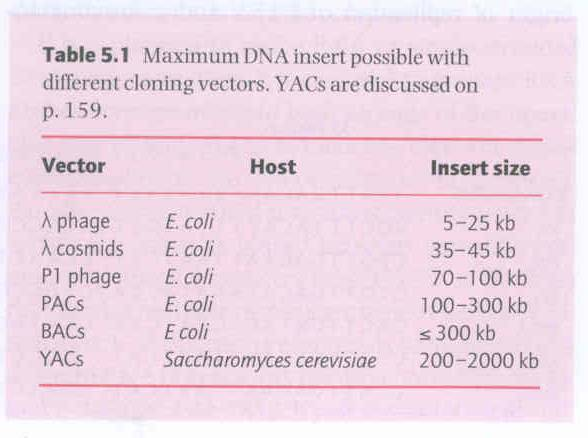 Table 5.1 Maximum DNA insert possible with
different cloning vectors. YACs are discussed on
p. 159.
Vector Host Insert size
λ phage E. coli 5–25 kb
λ cosmids E. coli 35–45 kb
P1 phage E. coli 70–100 kb
PACs E. coli 100–300 kb
BACs E coli ≤ 300 kb
YACs Saccharomyces cerevisiae 200–2000 kb